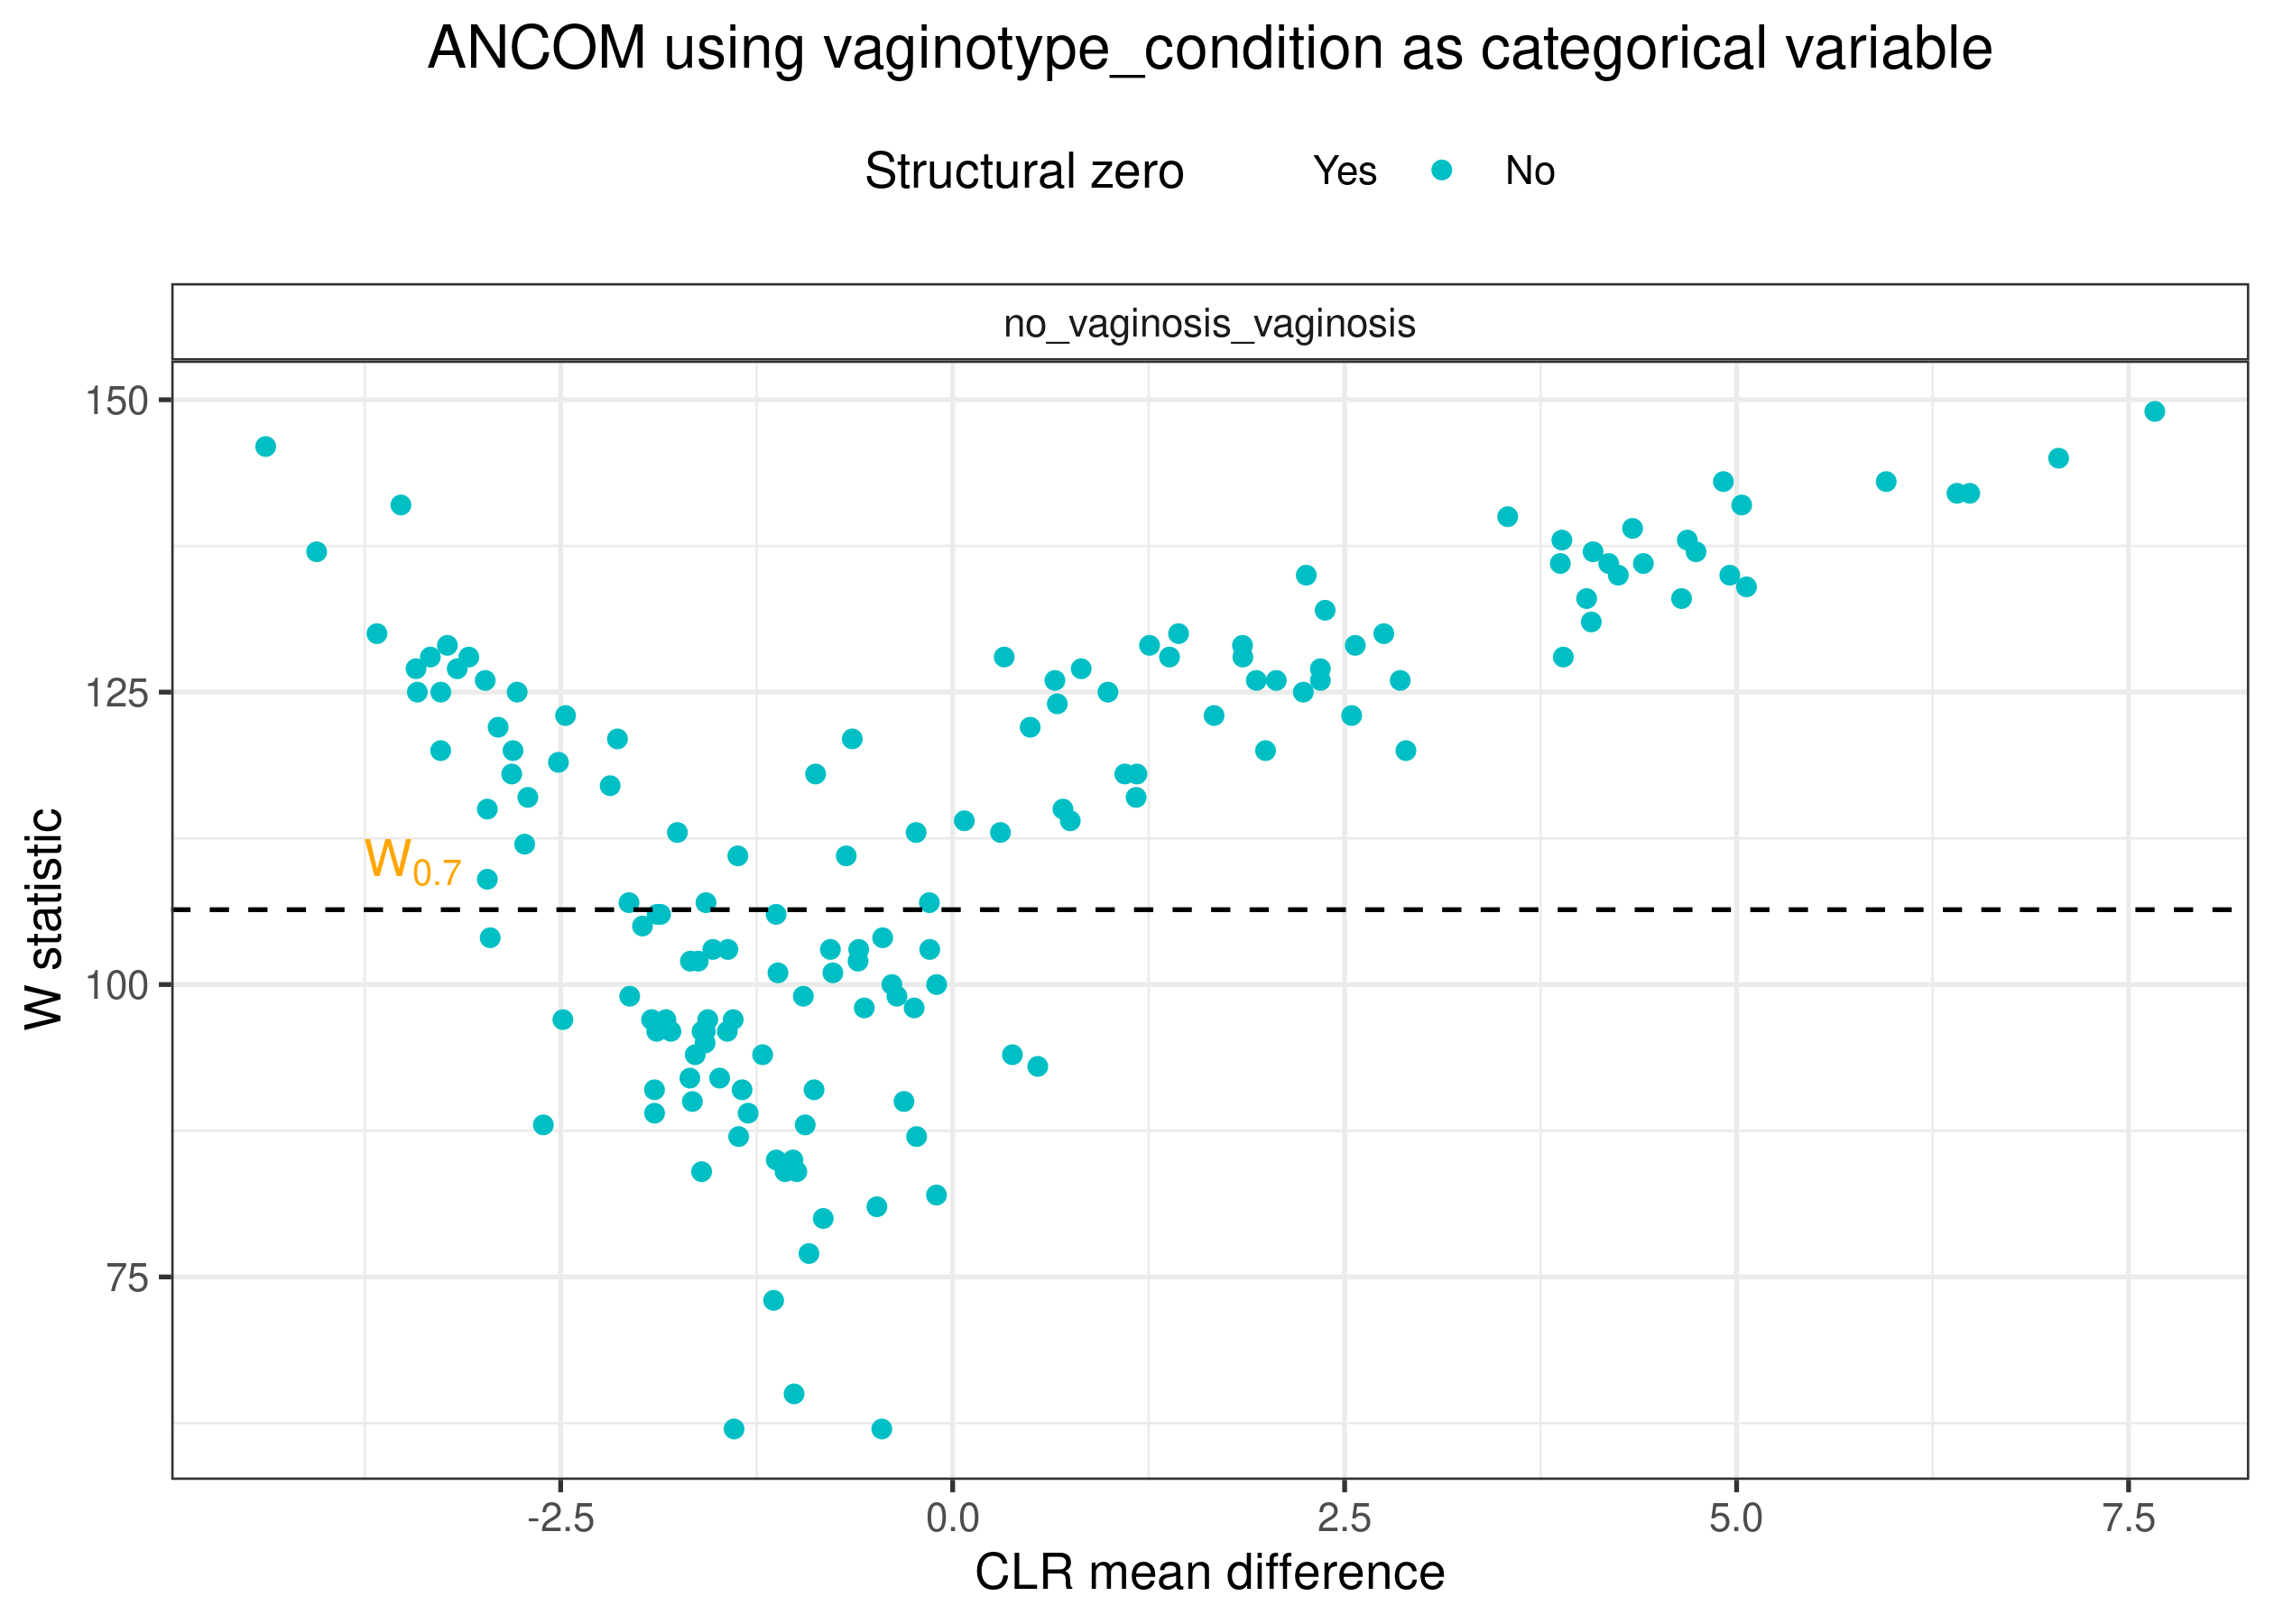 ANCOM using vaginotype_condition as categorical variable
Structural zero Yes No
no_vaginosis_vaginosis
150
125
100
75
W statistic
W0.7
-2.5 0.0 2.5 5.0 7.5
CLR mean difference